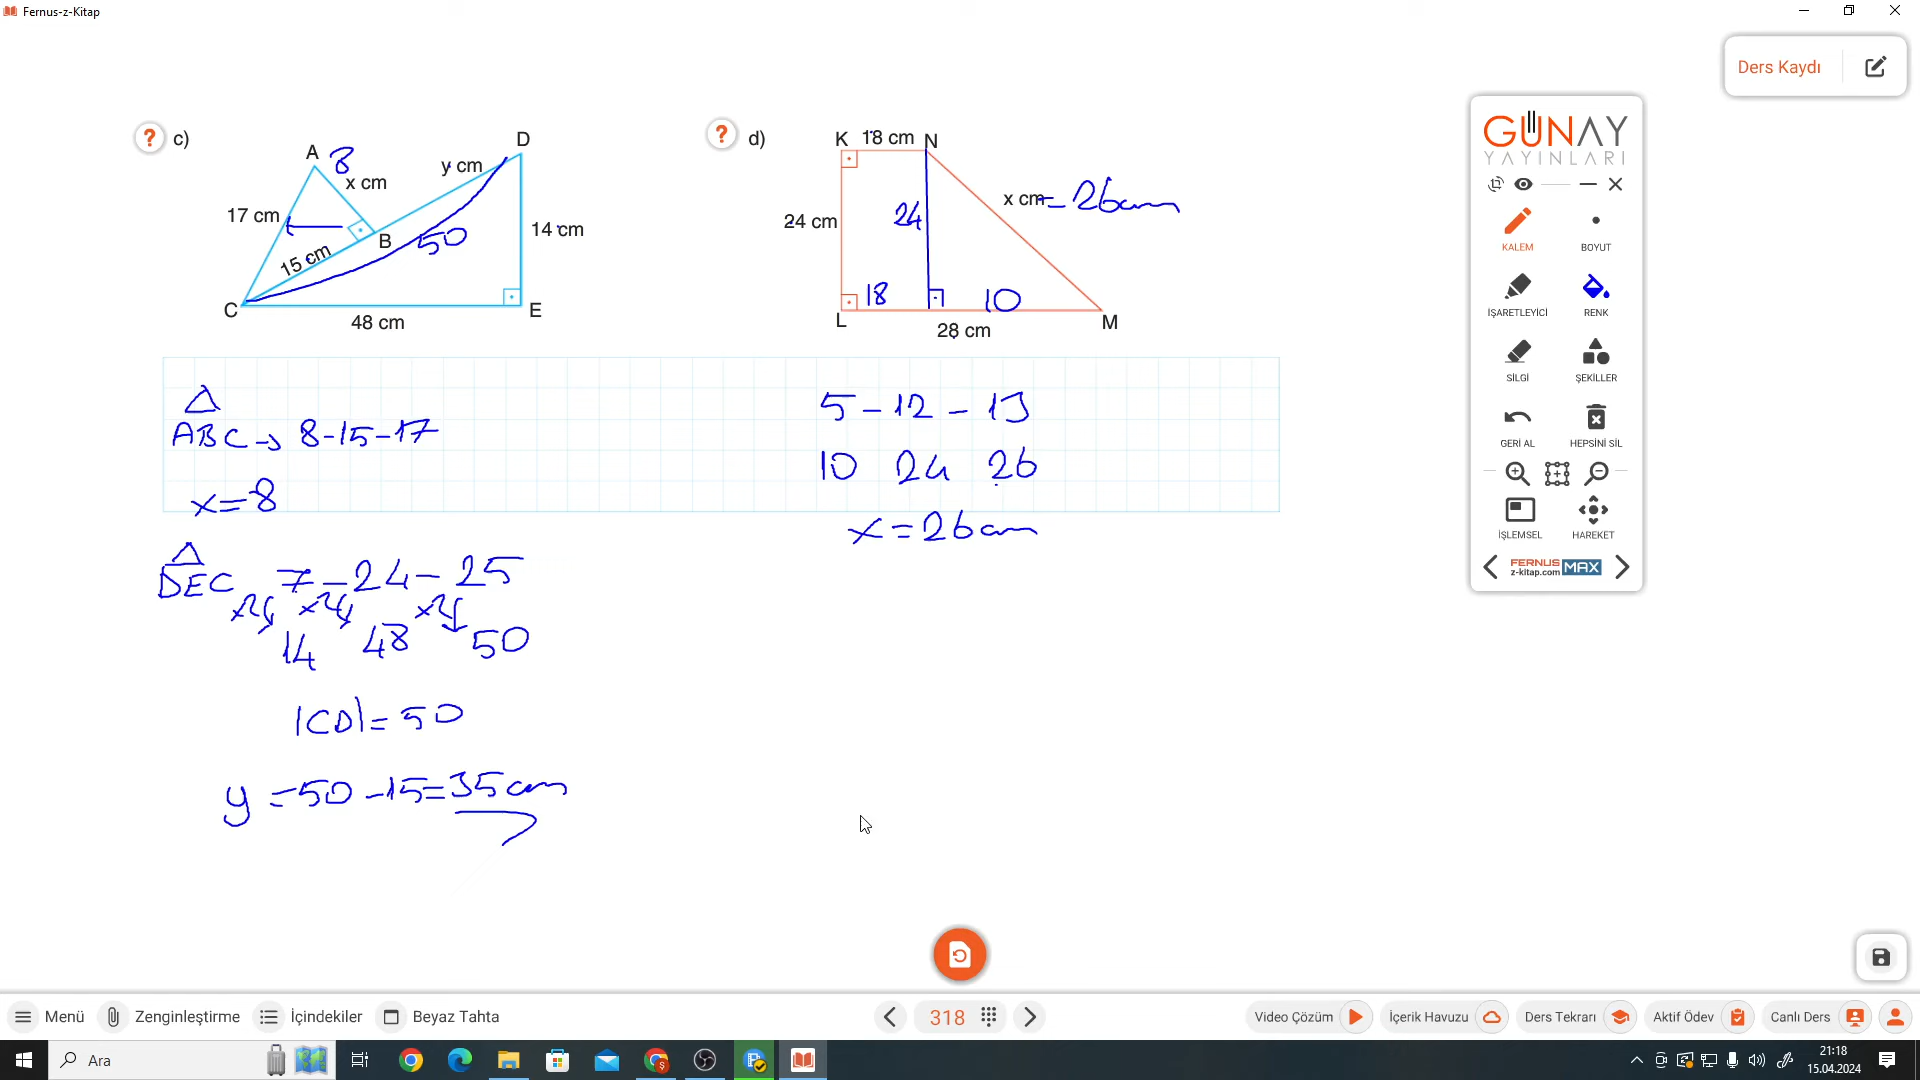 Fernus-z-Kitap
Ders Kaydı
c)
A
8
x cm
D
y cm
17 cm
B
50
15 cm
14 cm
C
48 cm
E
d)
K 18 cm N
24 cm
24
x cm = 26cm
18
10
L
28 cm
M
ABC → 8-15-17
x=8
DEC 7-24-25
x2 x2 x2
14 48 50
|CD|=50
y =50-15=35cm
5-12-13
10 24 26
x=26cm
GÜNAY
YAYINLARI
KALEM
BOYUT
İŞARETLEYİCİ
RENK
SİLGİ
ŞEKİLLER
GERİ AL
HEPSİNİ SİL
İŞLEMSEL
HAREKET
FERNUS
z-kitap.com MAX
Menü
Zenginleştirme
İçindekiler
Beyaz Tahta
318
Video Çözüm
İçerik Havuzu
Ders Tekrarı
Aktif Ödev
Canlı Ders
Ara
21:18
15.04.2024